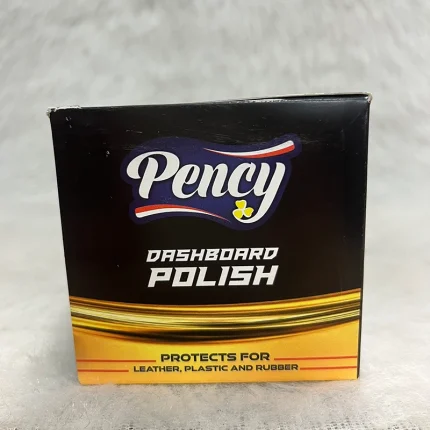 Pency
DASHBOARD
POLISH
PROTECTS FOR
LEATHER, PLASTIC AND RUBBER